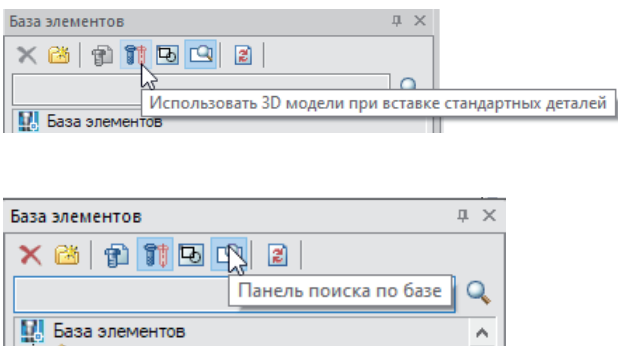 База элементов
Использовать 3D модели при вставке стандартных деталей
База элементов
База элементов
Панель поиска по базе
База элементов